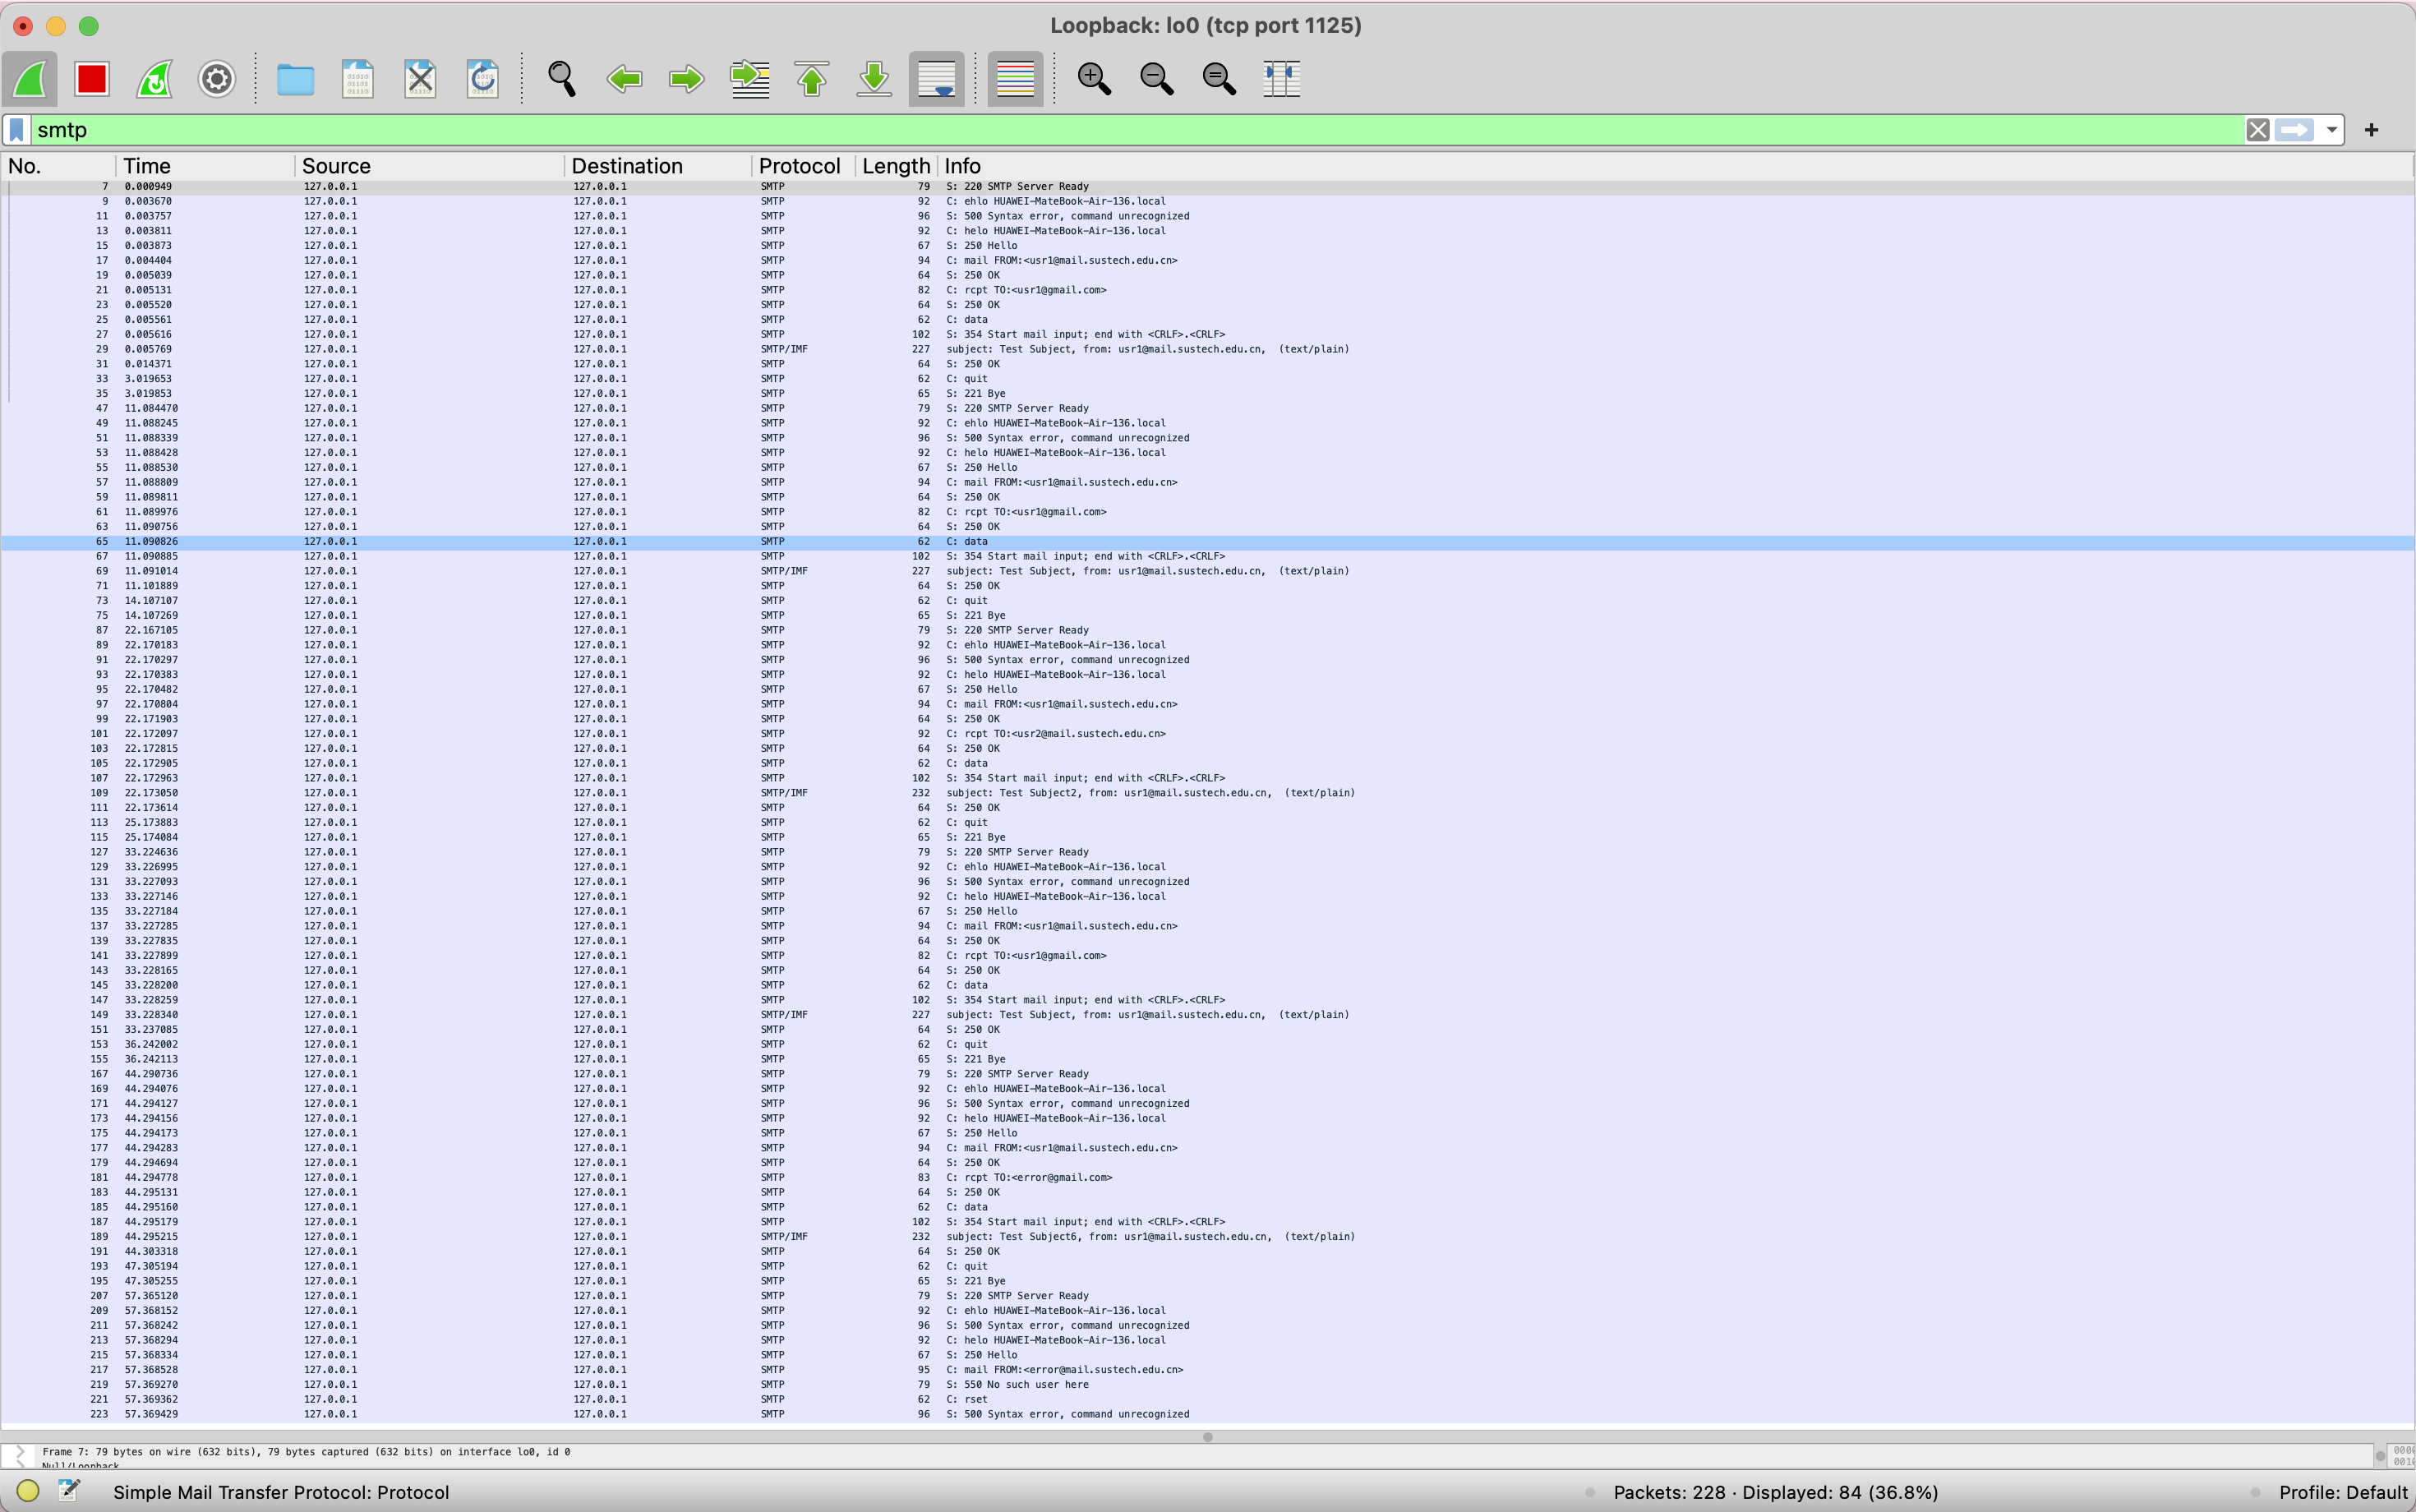 Loopback: lo0 (tcp port 1125)
smtp
No. Time Source Destination Protocol Length Info
7 0.000949 127.0.0.1 127.0.0.1 SMTP 79 S: 220 SMTP Server Ready
9 0.003670 127.0.0.1 127.0.0.1 SMTP 92 C: ehlo HUAWEI-MateBook-Air-136.local
11 0.003757 127.0.0.1 127.0.0.1 SMTP 96 S: 500 Syntax error, command unrecognized
13 0.003811 127.0.0.1 127.0.0.1 SMTP 92 C: helo HUAWEI-MateBook-Air-136.local
15 0.003873 127.0.0.1 127.0.0.1 SMTP 67 S: 250 Hello
17 0.004404 127.0.0.1 127.0.0.1 SMTP 94 C: mail FROM:<usr1@mail.sustech.edu.cn>
19 0.005039 127.0.0.1 127.0.0.1 SMTP 64 S: 250 OK
21 0.005131 127.0.0.1 127.0.0.1 SMTP 82 C: rcpt TO:<usr1@gmail.com>
23 0.005520 127.0.0.1 127.0.0.1 SMTP 64 S: 250 OK
25 0.005561 127.0.0.1 127.0.0.1 SMTP 62 C: data
27 0.005616 127.0.0.1 127.0.0.1 SMTP 102 S: 354 Start mail input; end with <CRLF>.<CRLF>
29 0.005769 127.0.0.1 127.0.0.1 SMTP/IMF 227 subject: Test Subject, from: usr1@mail.sustech.edu.cn, (text/plain)
31 0.014371 127.0.0.1 127.0.0.1 SMTP 64 S: 250 OK
33 3.019653 127.0.0.1 127.0.0.1 SMTP 62 C: quit
35 3.019853 127.0.0.1 127.0.0.1 SMTP 65 S: 221 Bye
47 11.084470 127.0.0.1 127.0.0.1 SMTP 79 S: 220 SMTP Server Ready
49 11.088245 127.0.0.1 127.0.0.1 SMTP 92 C: ehlo HUAWEI-MateBook-Air-136.local
51 11.088339 127.0.0.1 127.0.0.1 SMTP 96 S: 500 Syntax error, command unrecognized
53 11.088428 127.0.0.1 127.0.0.1 SMTP 92 C: helo HUAWEI-MateBook-Air-136.local
55 11.088530 127.0.0.1 127.0.0.1 SMTP 67 S: 250 Hello
57 11.088809 127.0.0.1 127.0.0.1 SMTP 94 C: mail FROM:<usr1@mail.sustech.edu.cn>
59 11.089811 127.0.0.1 127.0.0.1 SMTP 64 S: 250 OK
61 11.089976 127.0.0.1 127.0.0.1 SMTP 82 C: rcpt TO:<usr1@gmail.com>
63 11.090756 127.0.0.1 127.0.0.1 SMTP 64 S: 250 OK
65 11.090826 127.0.0.1 127.0.0.1 SMTP 62 C: data
67 11.090885 127.0.0.1 127.0.0.1 SMTP 102 S: 354 Start mail input; end with <CRLF>.<CRLF>
69 11.091014 127.0.0.1 127.0.0.1 SMTP/IMF 227 subject: Test Subject, from: usr1@mail.sustech.edu.cn, (text/plain)
71 11.101889 127.0.0.1 127.0.0.1 SMTP 64 S: 250 OK
73 14.107107 127.0.0.1 127.0.0.1 SMTP 62 C: quit
75 14.107269 127.0.0.1 127.0.0.1 SMTP 65 S: 221 Bye
87 22.167105 127.0.0.1 127.0.0.1 SMTP 79 S: 220 SMTP Server Ready
89 22.170183 127.0.0.1 127.0.0.1 SMTP 92 C: ehlo HUAWEI-MateBook-Air-136.local
91 22.170297 127.0.0.1 127.0.0.1 SMTP 96 S: 500 Syntax error, command unrecognized
93 22.170383 127.0.0.1 127.0.0.1 SMTP 92 C: helo HUAWEI-MateBook-Air-136.local
95 22.170482 127.0.0.1 127.0.0.1 SMTP 67 S: 250 Hello
97 22.170804 127.0.0.1 127.0.0.1 SMTP 94 C: mail FROM:<usr1@mail.sustech.edu.cn>
99 22.171903 127.0.0.1 127.0.0.1 SMTP 64 S: 250 OK
101 22.172097 127.0.0.1 127.0.0.1 SMTP 92 C: rcpt TO:<usr2@mail.sustech.edu.cn>
103 22.172815 127.0.0.1 127.0.0.1 SMTP 64 S: 250 OK
105 22.172905 127.0.0.1 127.0.0.1 SMTP 62 C: data
107 22.172963 127.0.0.1 127.0.0.1 SMTP 102 S: 354 Start mail input; end with <CRLF>.<CRLF>
109 22.173050 127.0.0.1 127.0.0.1 SMTP/IMF 232 subject: Test Subject2, from: usr1@mail.sustech.edu.cn, (text/plain)
111 22.173614 127.0.0.1 127.0.0.1 SMTP 64 S: 250 OK
113 25.173883 127.0.0.1 127.0.0.1 SMTP 62 C: quit
115 25.174084 127.0.0.1 127.0.0.1 SMTP 65 S: 221 Bye
127 33.224636 127.0.0.1 127.0.0.1 SMTP 79 S: 220 SMTP Server Ready
129 33.226995 127.0.0.1 127.0.0.1 SMTP 92 C: ehlo HUAWEI-MateBook-Air-136.local
131 33.227093 127.0.0.1 127.0.0.1 SMTP 96 S: 500 Syntax error, command unrecognized
133 33.227146 127.0.0.1 127.0.0.1 SMTP 92 C: helo HUAWEI-MateBook-Air-136.local
135 33.227184 127.0.0.1 127.0.0.1 SMTP 67 S: 250 Hello
137 33.227285 127.0.0.1 127.0.0.1 SMTP 94 C: mail FROM:<usr1@mail.sustech.edu.cn>
139 33.227835 127.0.0.1 127.0.0.1 SMTP 64 S: 250 OK
141 33.227899 127.0.0.1 127.0.0.1 SMTP 82 C: rcpt TO:<usr1@gmail.com>
143 33.228165 127.0.0.1 127.0.0.1 SMTP 64 S: 250 OK
145 33.228200 127.0.0.1 127.0.0.1 SMTP 62 C: data
147 33.228259 127.0.0.1 127.0.0.1 SMTP 102 S: 354 Start mail input; end with <CRLF>.<CRLF>
149 33.228340 127.0.0.1 127.0.0.1 SMTP/IMF 227 subject: Test Subject, from: usr1@mail.sustech.edu.cn, (text/plain)
151 33.237085 127.0.0.1 127.0.0.1 SMTP 64 S: 250 OK
153 36.242002 127.0.0.1 127.0.0.1 SMTP 62 C: quit
155 36.242113 127.0.0.1 127.0.0.1 SMTP 65 S: 221 Bye
167 44.290736 127.0.0.1 127.0.0.1 SMTP 79 S: 220 SMTP Server Ready
169 44.294076 127.0.0.1 127.0.0.1 SMTP 92 C: ehlo HUAWEI-MateBook-Air-136.local
171 44.294127 127.0.0.1 127.0.0.1 SMTP 96 S: 500 Syntax error, command unrecognized
173 44.294156 127.0.0.1 127.0.0.1 SMTP 92 C: helo HUAWEI-MateBook-Air-136.local
175 44.294173 127.0.0.1 127.0.0.1 SMTP 67 S: 250 Hello
177 44.294283 127.0.0.1 127.0.0.1 SMTP 94 C: mail FROM:<usr1@mail.sustech.edu.cn>
179 44.294694 127.0.0.1 127.0.0.1 SMTP 64 S: 250 OK
181 44.294778 127.0.0.1 127.0.0.1 SMTP 83 C: rcpt TO:<error@gmail.com>
183 44.295131 127.0.0.1 127.0.0.1 SMTP 64 S: 250 OK
185 44.295160 127.0.0.1 127.0.0.1 SMTP 62 C: data
187 44.295179 127.0.0.1 127.0.0.1 SMTP 102 S: 354 Start mail input; end with <CRLF>.<CRLF>
189 44.295215 127.0.0.1 127.0.0.1 SMTP/IMF 232 subject: Test Subject6, from: usr1@mail.sustech.edu.cn, (text/plain)
191 44.303318 127.0.0.1 127.0.0.1 SMTP 64 S: 250 OK
193 47.305194 127.0.0.1 127.0.0.1 SMTP 62 C: quit
195 47.305255 127.0.0.1 127.0.0.1 SMTP 65 S: 221 Bye
207 57.365120 127.0.0.1 127.0.0.1 SMTP 79 S: 220 SMTP Server Ready
209 57.368152 127.0.0.1 127.0.0.1 SMTP 92 C: ehlo HUAWEI-MateBook-Air-136.local
211 57.368242 127.0.0.1 127.0.0.1 SMTP 96 S: 500 Syntax error, command unrecognized
213 57.368294 127.0.0.1 127.0.0.1 SMTP 92 C: helo HUAWEI-MateBook-Air-136.local
215 57.368334 127.0.0.1 127.0.0.1 SMTP 67 S: 250 Hello
217 57.368528 127.0.0.1 127.0.0.1 SMTP 95 C: mail FROM:<error@mail.sustech.edu.cn>
219 57.369270 127.0.0.1 127.0.0.1 SMTP 79 S: 550 No such user here
221 57.369362 127.0.0.1 127.0.0.1 SMTP 62 C: rset
223 57.369429 127.0.0.1 127.0.0.1 SMTP 96 S: 500 Syntax error, command unrecognized
Frame 7: 79 bytes on wire (632 bits), 79 bytes captured (632 bits) on interface lo0, id 0
Null/Loopback
Simple Mail Transfer Protocol: Protocol Packets: 228 · Displayed: 84 (36.8%) Profile: Default